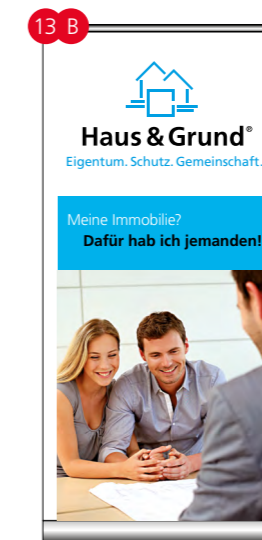 13 B
Haus & Grund®
Eigentum. Schutz. Gemeinschaft.
Meine Immobilie?
Dafür hab ich jemanden!